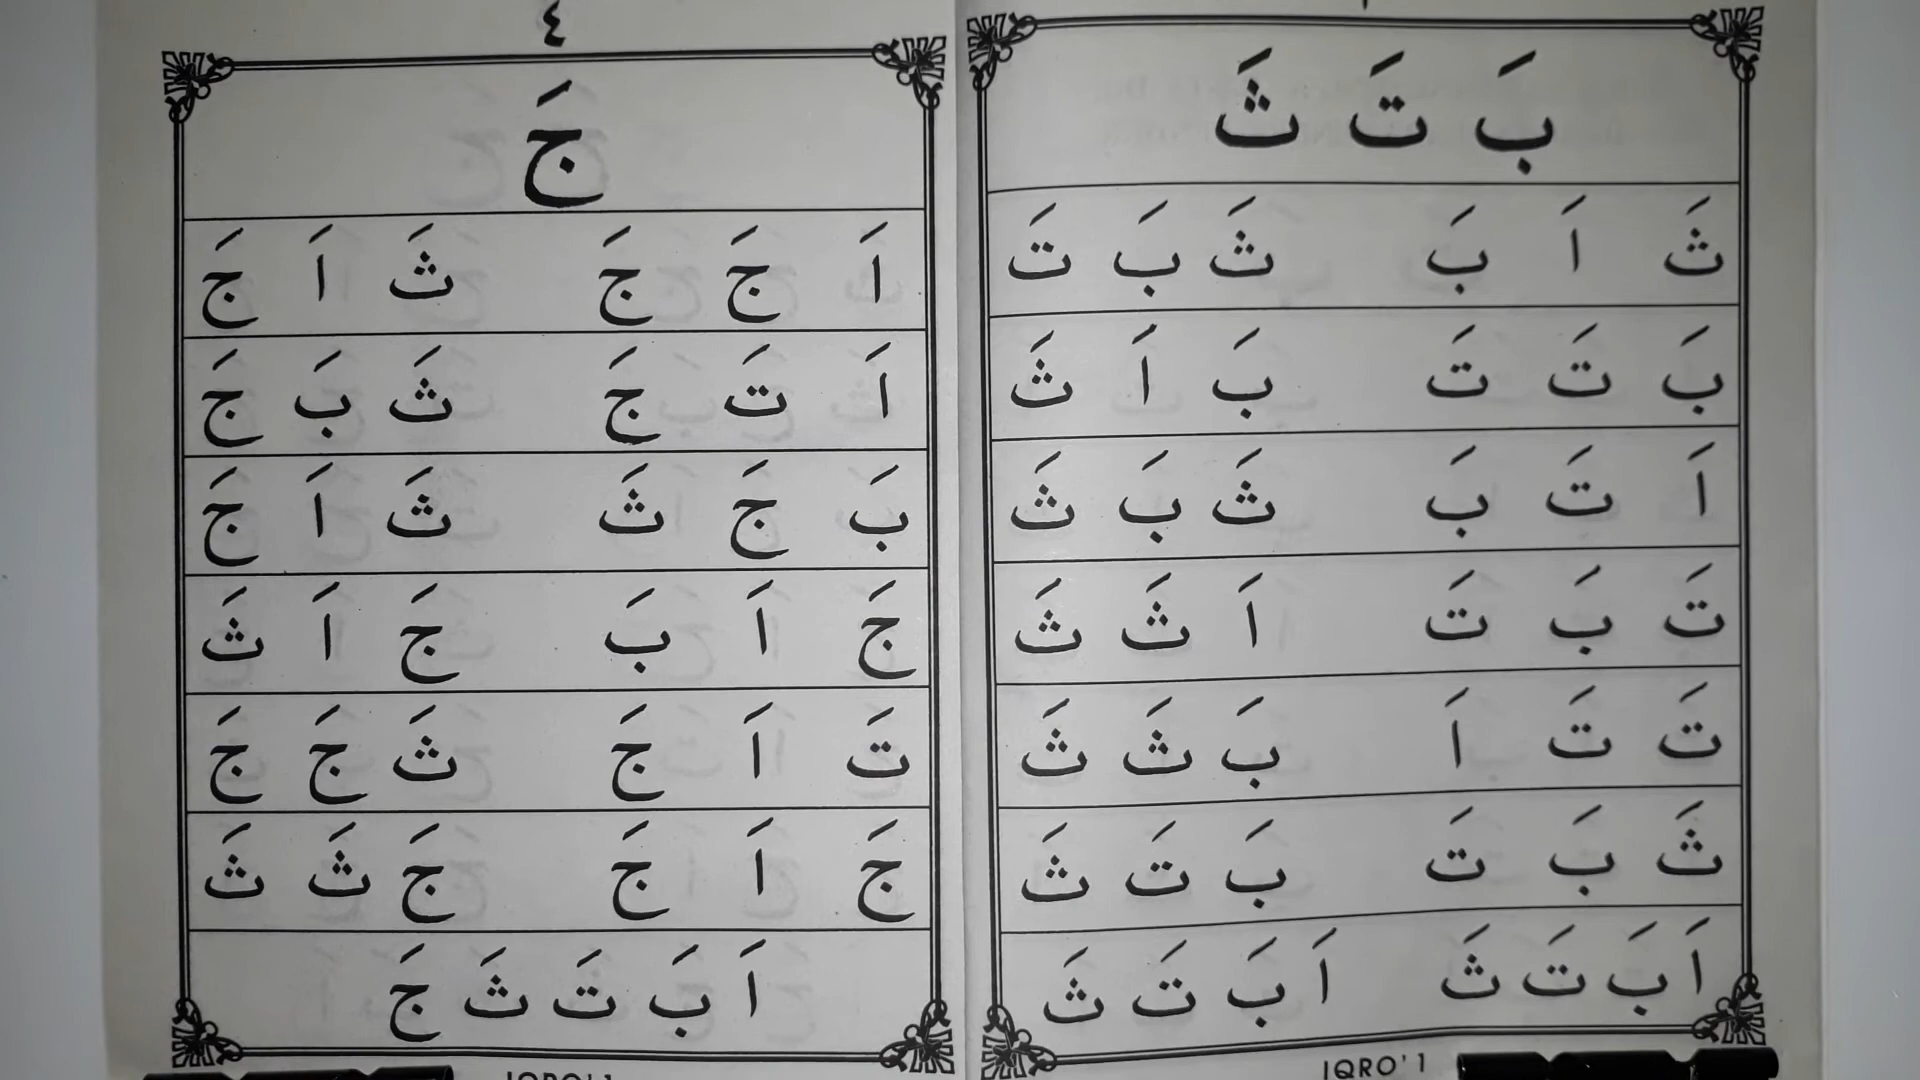 بَ تَ ثَ
ثَ اَ بَ ثَ بَ تَ
بَ تَ تَ بَ اَ ثَ
اَ تَ بَ ثَ بَ ثَ
تَ بَ تَ اَ ثَ ثَ
تَ تَ اَ بَ ثَ ثَ
ثَ بَ تَ بَ تَ ثَ
اَ بَ تَ ثَ اَ بَ تَ ثَ
IQRO' 1
٤
جَ
اَ جَ جَ ثَ اَ جَ
اَ تَ جَ ثَ بَ جَ
بَ جَ ثَ ثَ اَ جَ
جَ اَ بَ جَ اَ ثَ
تَ اَ جَ ثَ جَ جَ
جَ اَ جَ جَ ثَ ثَ
اَ بَ تَ ثَ جَ
IQRO' 1